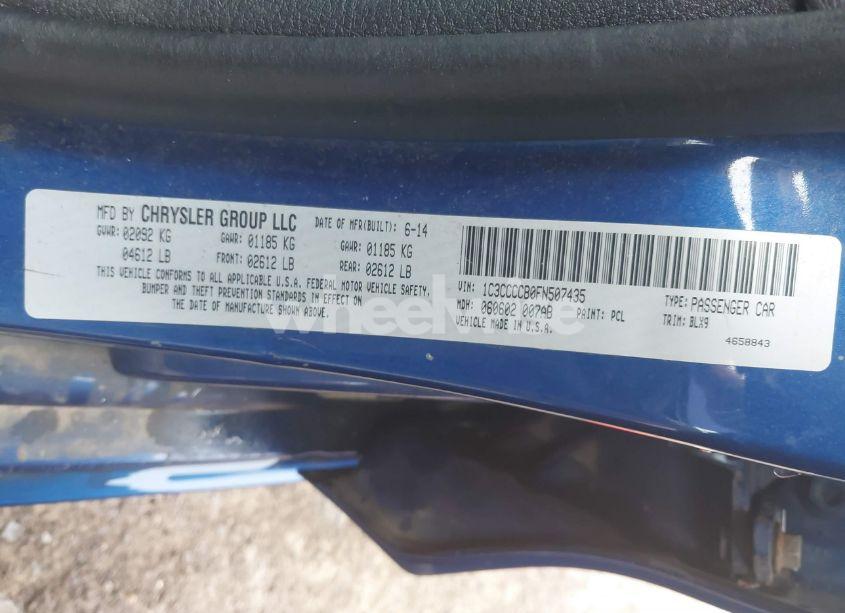 MFD BY CHRYSLER GROUP LLC DATE OF MFR(BUILT): 6-14
GVWR: 02092 KG GAWR: 01185 KG GAWR: 01185 KG
04612 LB FRONT: 02612 LB REAR: 02612 LB
THIS VEHICLE CONFORMS TO ALL APPLICABLE U.S.A. FEDERAL MOTOR VEHICLE SAFETY,
BUMPER AND THEFT PREVENTION STANDARDS IN EFFECT ON
THE DATE OF MANUFACTURE SHOWN ABOVE.
VIN: 1C3CCCCB0FN507435 TYPE: PASSENGER CAR
MDH: 060602 007AB PAINT: PCL TRIM: BLX9
VEHICLE MADE IN U.S.A.
4658843
wheelwise